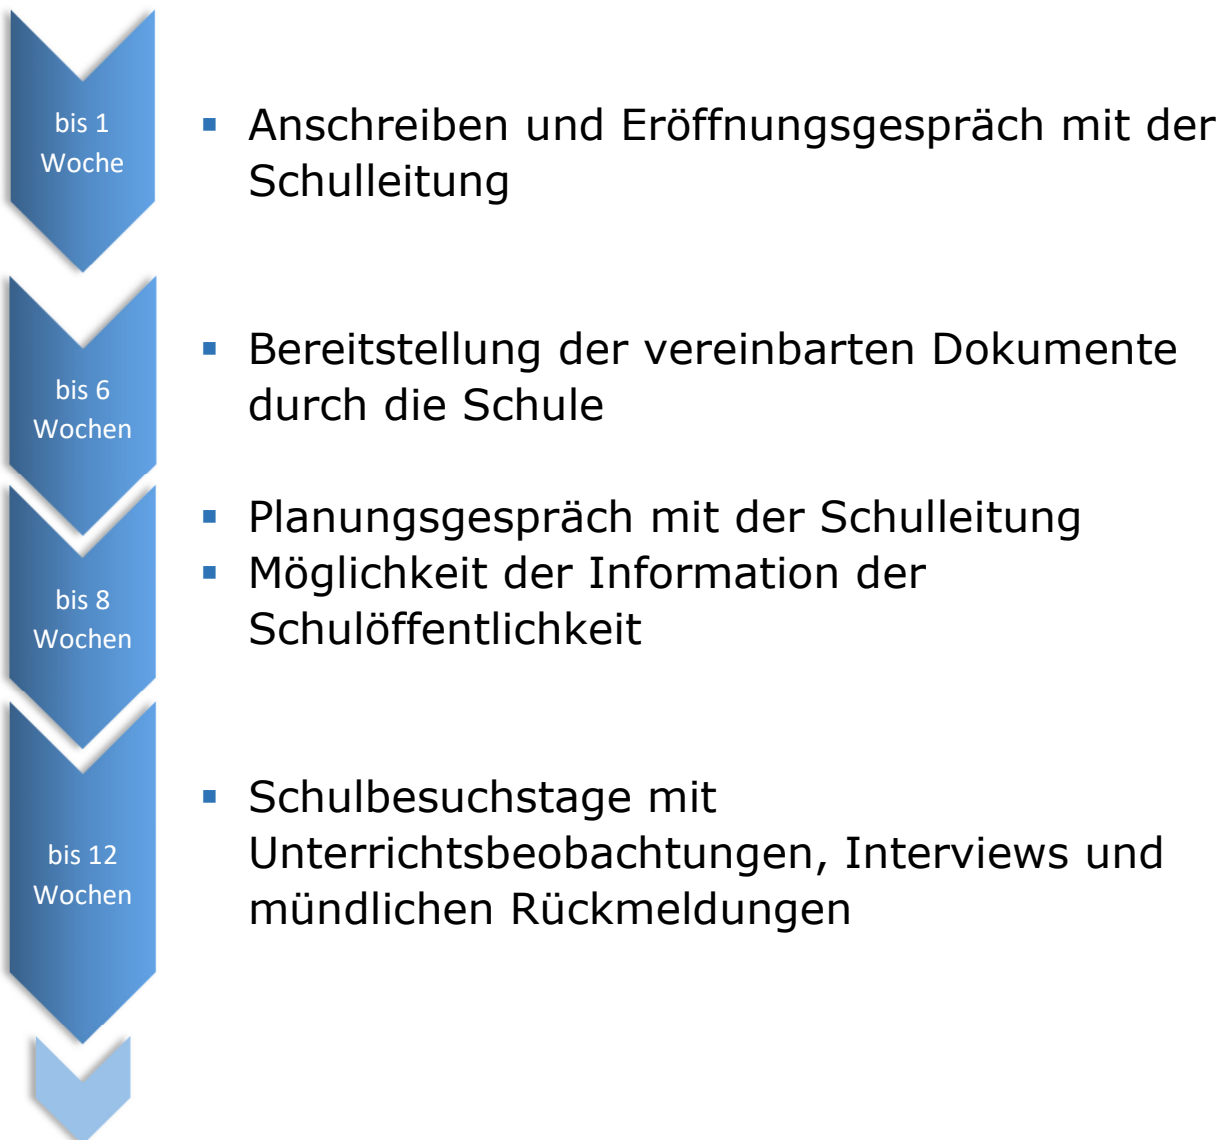 bis 1
Woche
▪ Anschreiben und Eröffnungsgespräch mit der
Schulleitung
bis 6
Wochen
▪ Bereitstellung der vereinbarten Dokumente
durch die Schule
bis 8
Wochen
▪ Planungsgespräch mit der Schulleitung
▪ Möglichkeit der Information der
Schulöffentlichkeit
bis 12
Wochen
▪ Schulbesuchstage mit
Unterrichtsbeobachtungen, Interviews und
mündlichen Rückmeldungen